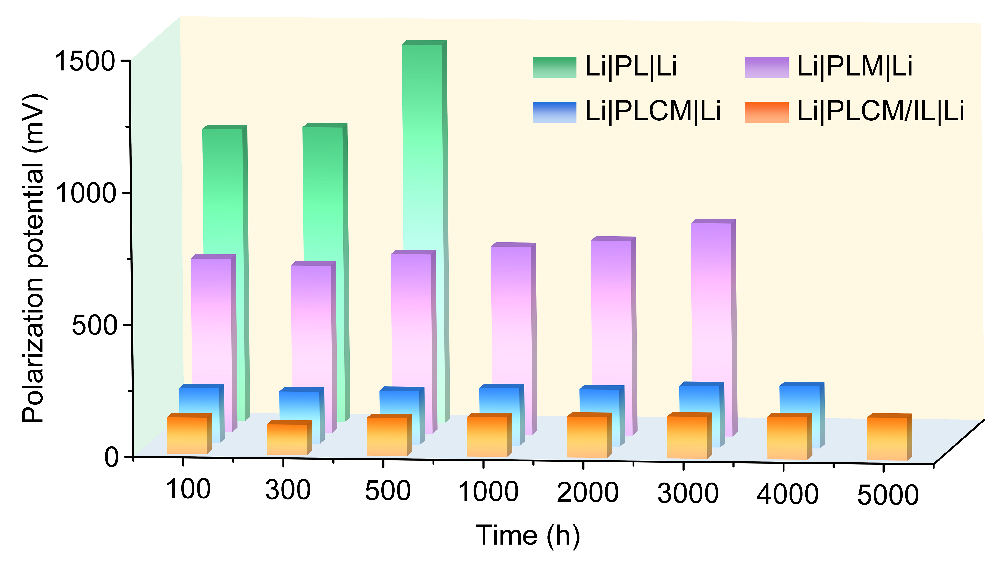 Polarization potential (mV)
1500
1000
500
0
Li|PL|Li
Li|PLM|Li
Li|PLCM|Li
Li|PLCM/IL|Li
100 300 500 1000 2000 3000 4000 5000
Time (h)